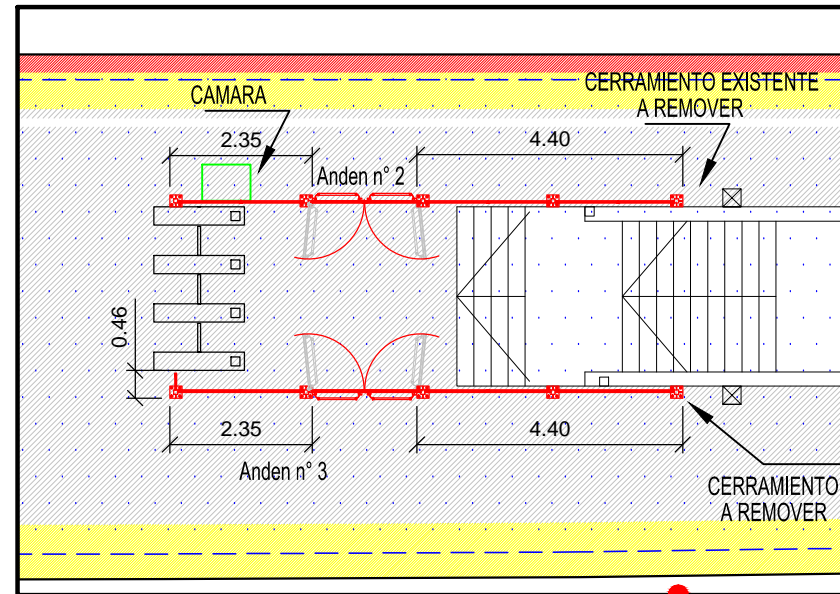 CERRAMIENTO EXISTENTE
A REMOVER
CAMARA
2.35
4.40
Anden n° 2
0.46
2.35
4.40
Anden n° 3
CERRAMIENTO
A REMOVER